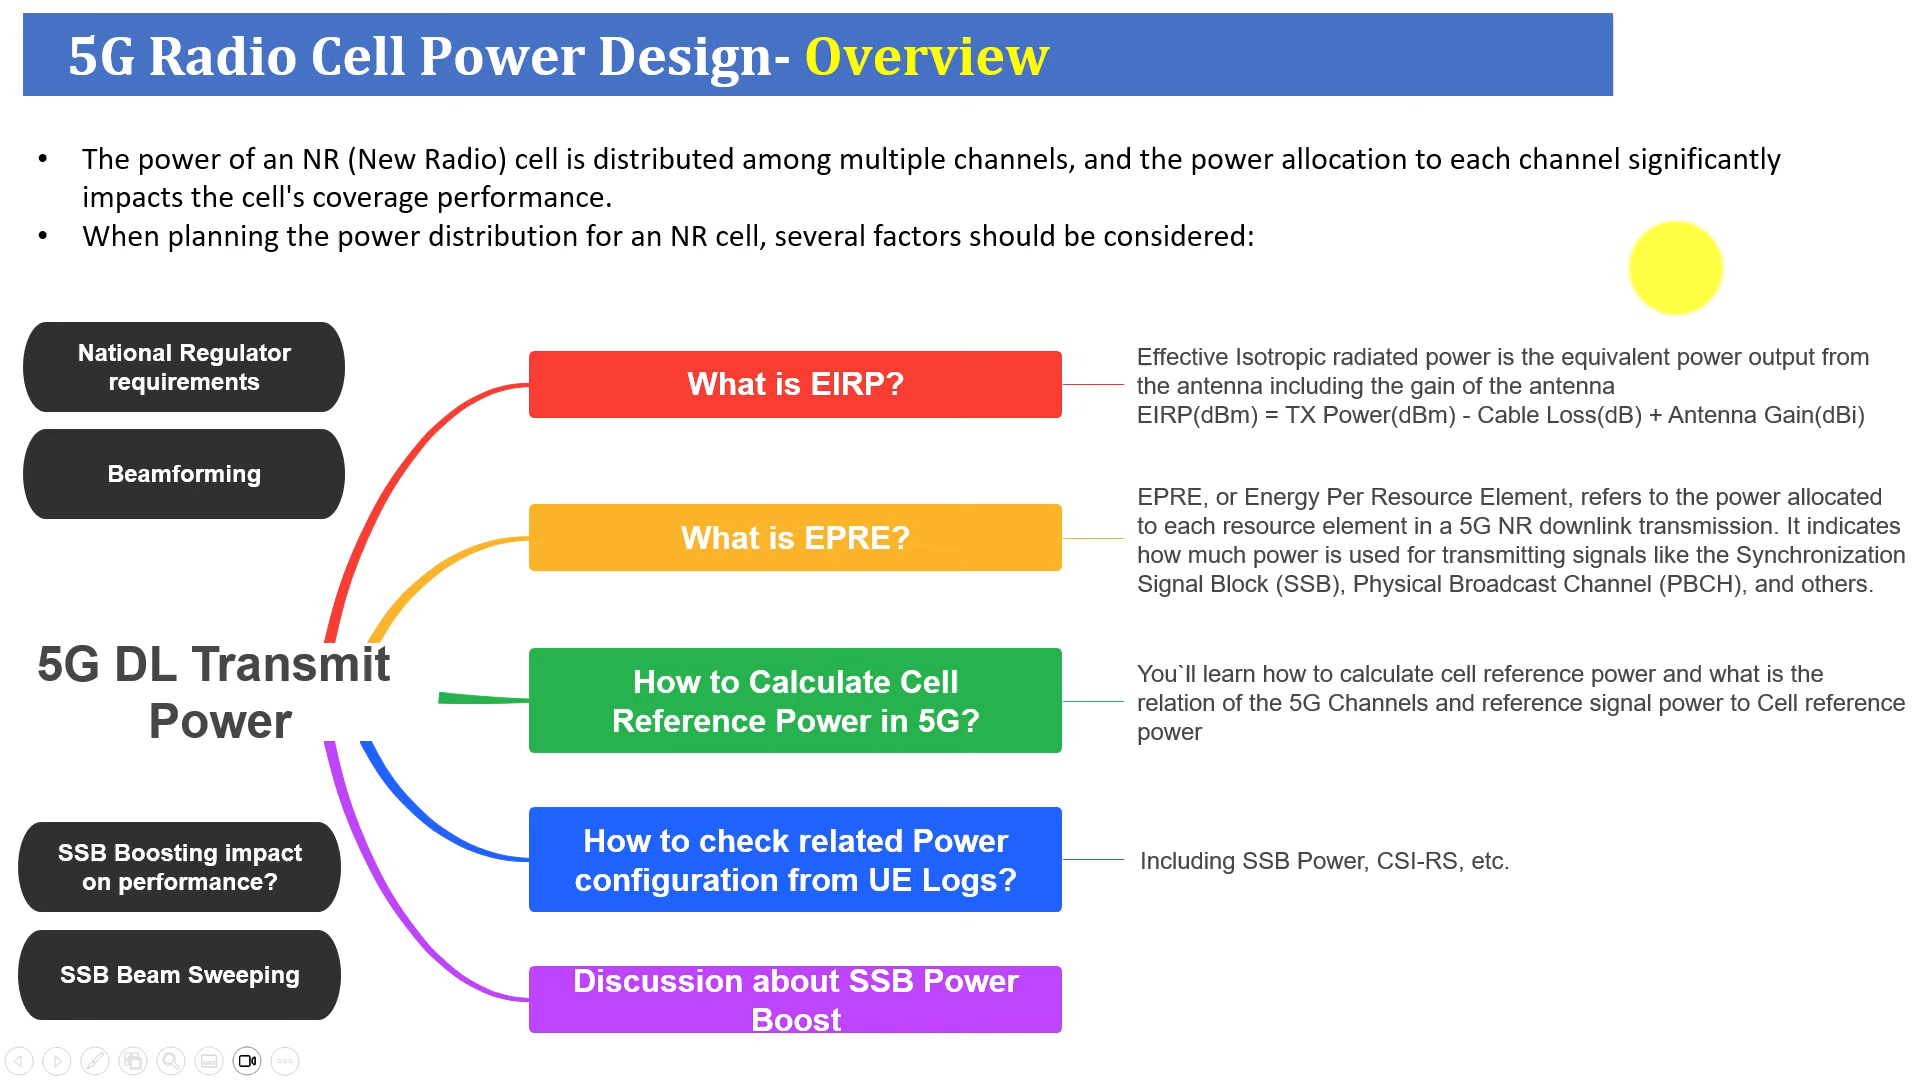 5G Radio Cell Power Design- Overview
• The power of an NR (New Radio) cell is distributed among multiple channels, and the power allocation to each channel significantly
impacts the cell's coverage performance.
• When planning the power distribution for an NR cell, several factors should be considered:
National Regulator
requirements
Beamforming
5G DL Transmit
Power
SSB Boosting impact
on performance?
SSB Beam Sweeping
What is EIRP?
Effective Isotropic radiated power is the equivalent power output from
the antenna including the gain of the antenna
EIRP(dBm) = TX Power(dBm) - Cable Loss(dB) + Antenna Gain(dBi)
What is EPRE?
EPRE, or Energy Per Resource Element, refers to the power allocated
to each resource element in a 5G NR downlink transmission. It indicates
how much power is used for transmitting signals like the Synchronization
Signal Block (SSB), Physical Broadcast Channel (PBCH), and others.
How to Calculate Cell
Reference Power in 5G?
You`ll learn how to calculate cell reference power and what is the
relation of the 5G Channels and reference signal power to Cell reference
power
How to check related Power
configuration from UE Logs?
Including SSB Power, CSI-RS, etc.
Discussion about SSB Power
Boost